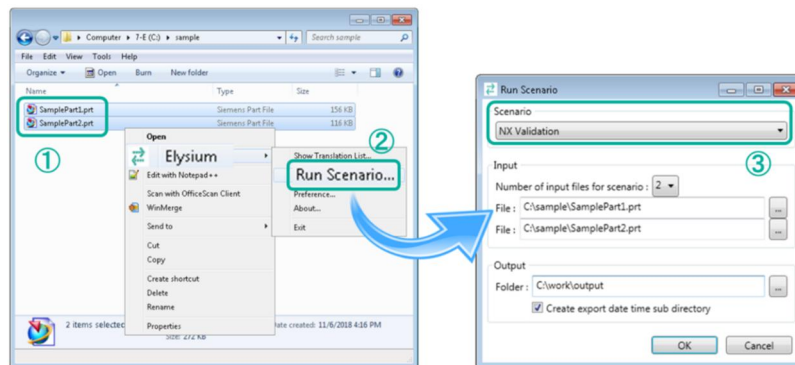 Computer ▸ 7-E (C:) ▸ sample
Search sample
File Edit View Tools Help
Organize ▾ Open Burn New folder
Name Type Size
SamplePart1.prt Siemens Part File 156 KB
SamplePart2.prt Siemens Part File 116 KB
①
Open
Elysium
Edit with Notepad++
Scan with OfficeScan Client
WinMerge
Send to
Cut
Copy
Create shortcut
Delete
Rename
Properties
②
Show Translation List...
Run Scenario...
Preference...
About...
Exit
2 items selected
Date created: 11/6/2018 4:16 PM
Size: 272 KB
Run Scenario
Scenario
NX Validation
③
Input
Number of input files for scenario : 2
File : C:\sample\SamplePart1.prt ...
File : C:\sample\SamplePart2.prt ...
Output
Folder : C:\work\output ...
Create export date time sub directory
OK Cancel